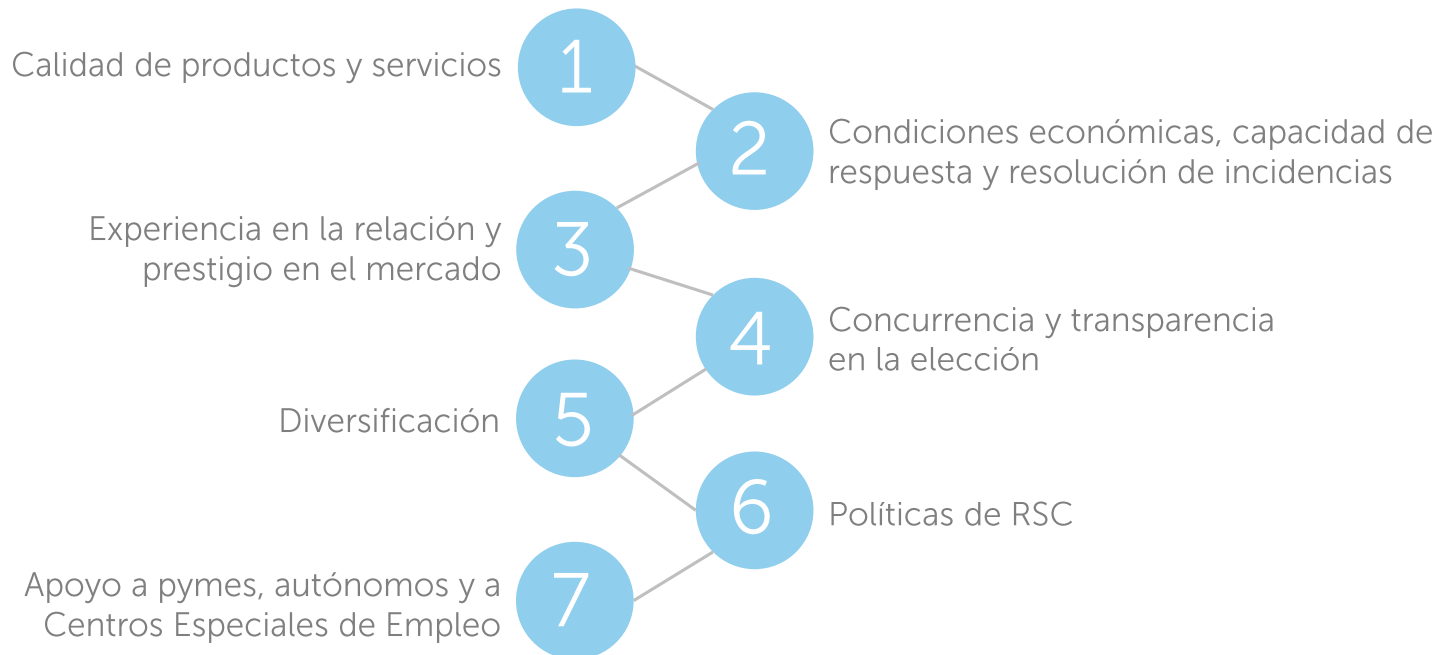 Calidad de productos y servicios
1
2
Condiciones económicas, capacidad de
respuesta y resolución de incidencias
Experiencia en la relación y
prestigio en el mercado
3
4
Concurrencia y transparencia
en la elección
Diversificación
5
6
Políticas de RSC
Apoyo a pymes, autónomos y a
Centros Especiales de Empleo
7